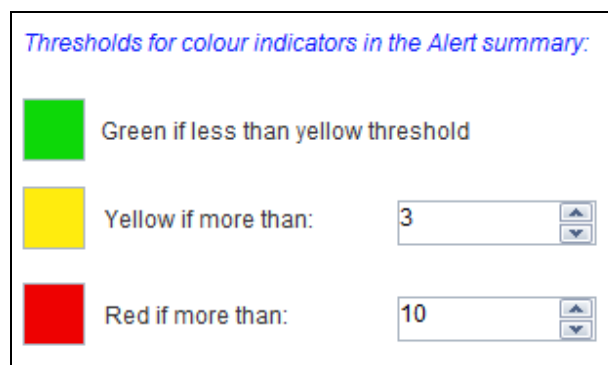 Thresholds for colour indicators in the Alert summary:
Green if less than yellow threshold
Yellow if more than: 3
Red if more than: 10